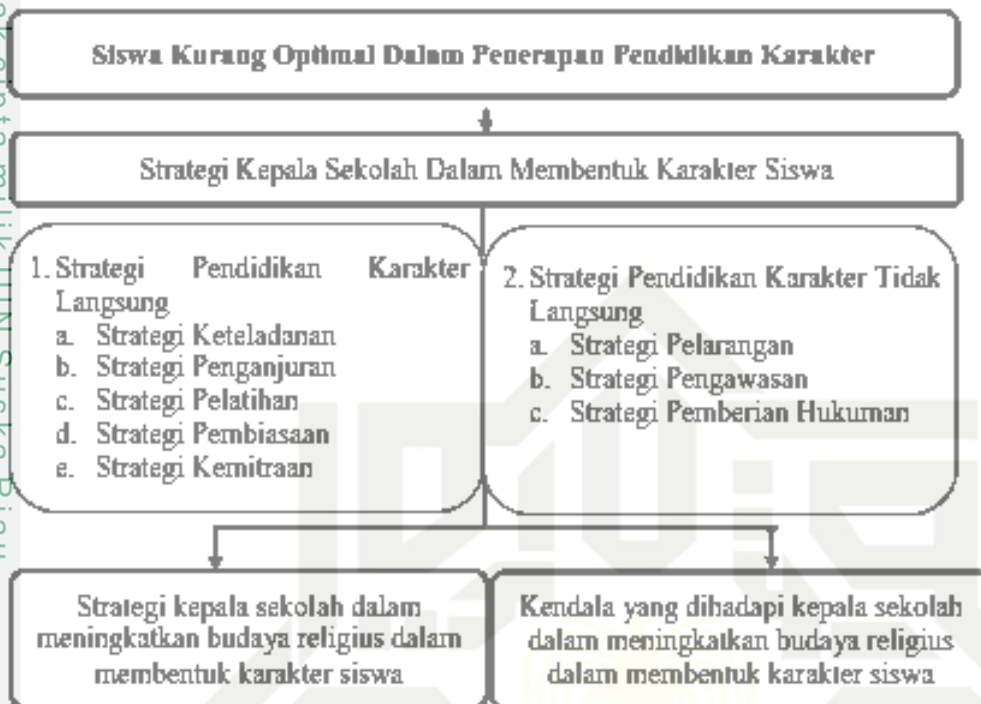 Siswa Kurang Optimal Dalam Penerapan Pendidikan Karakter
Strategi Kepala Sekolah Dalam Membentuk Karakter Siswa
1. Strategi Pendidikan Karakter
Langsung
a. Strategi Keteladanan
b. Strategi Penganjuran
c. Strategi Pelatihan
d. Strategi Pembiasaan
e. Strategi Kemitraan
2. Strategi Pendidikan Karakter Tidak
Langsung
a. Strategi Pelarangan
b. Strategi Pengawasan
c. Strategi Pemberian Hukuman
Strategi kepala sekolah dalam
meningkatkan budaya religius dalam
membentuk karakter siswa
Kendala yang dihadapi kepala sekolah
dalam meningkatkan budaya religius
dalam membentuk karakter siswa